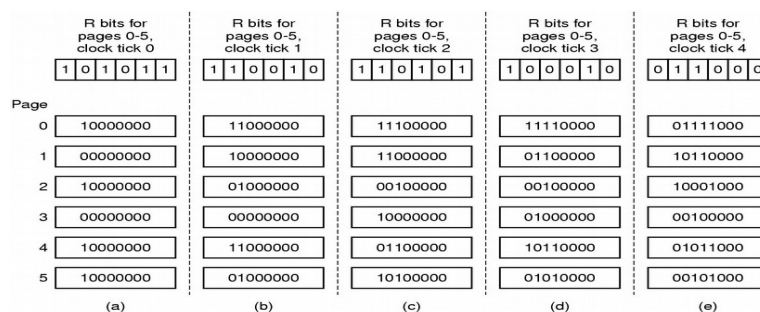 R bits for pages 0-5, clock tick 0
R bits for pages 0-5, clock tick 1
R bits for pages 0-5, clock tick 2
R bits for pages 0-5, clock tick 3
R bits for pages 0-5, clock tick 4
1 0 1 0 1 1
1 1 0 0 1 0
1 1 0 1 0 1
1 0 0 0 1 0
0 1 1 0 0 0
Page
0 10000000 11000000 11100000 11110000 01111000
1 00000000 10000000 11000000 01100000 10110000
2 10000000 01000000 00100000 00100000 10001000
3 00000000 00000000 10000000 01000000 00100000
4 10000000 11000000 01100000 10110000 01011000
5 10000000 01000000 10100000 01010000 00101000
(a) (b) (c) (d) (e)